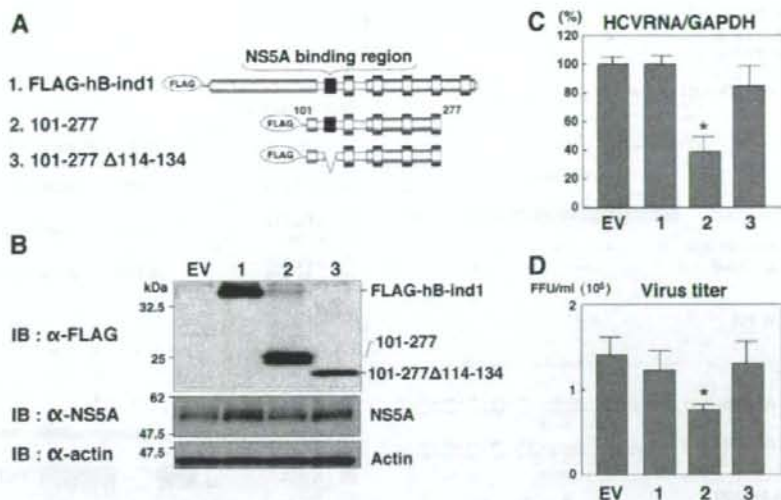 A
NS5A binding region
1. FLAG-hB-ind1
FLAG
101
277
2. 101-277
FLAG
3. 101-277 Δ114-134
FLAG
B
EV 1 2 3
kDa
32.5
FLAG-hB-ind1
IB : α-FLAG
101-277
25
101-277Δ114-134
62
IB : α-NS5A
NS5A
47.5
47.5
IB : α-actin
Actin
C
(%)
HCVRNA/GAPDH
120
100
80
60
40
20
0
*
EV 1 2 3
D
FFU/ml (10⁵)
Virus titer
2
1
0
*
EV 1 2 3